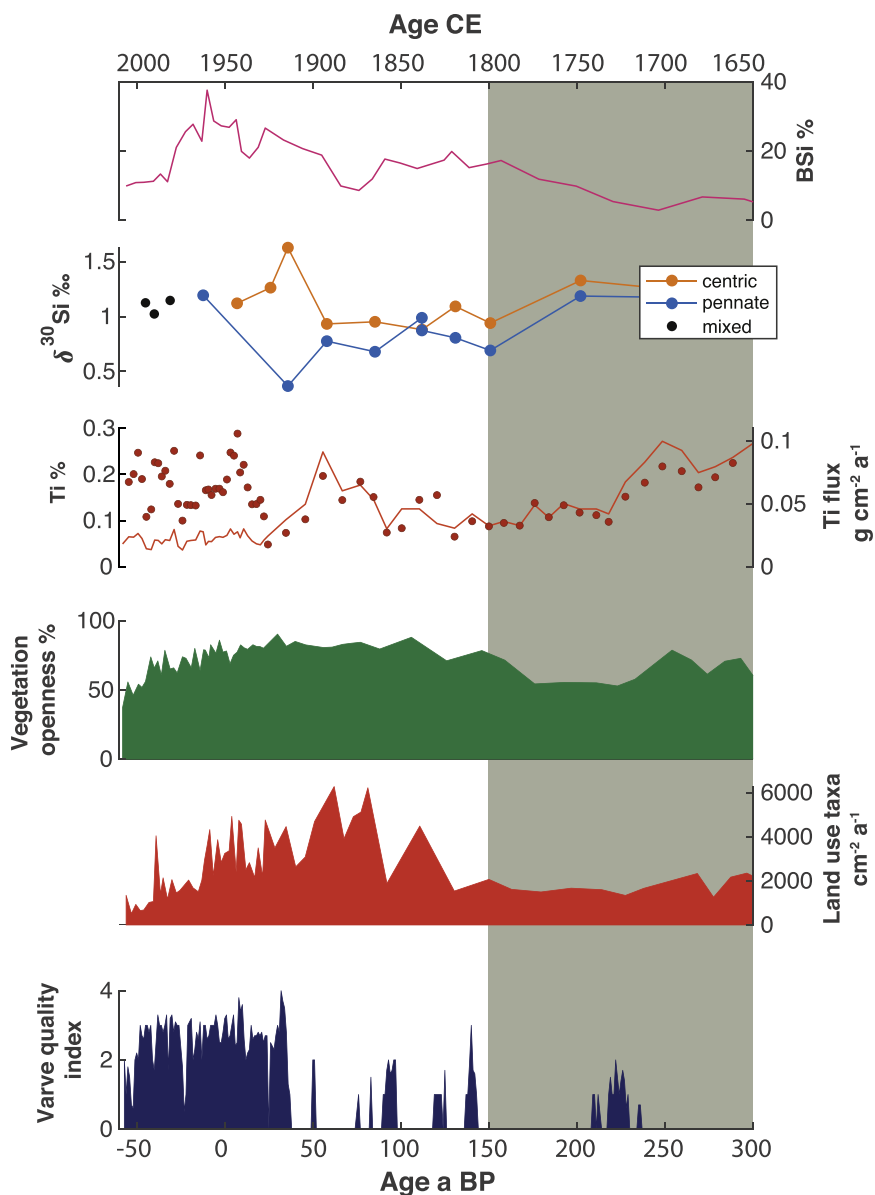 Age CE
2000 1950 1900 1850 1800 1750 1700 1650
40
20
0
BSi %
1.5
1
0.5
δ 30Si ‰
centric
pennate
mixed
0.3
0.2
0.1
0
Ti %
0.1
0.05
0
Ti flux
g cm-2 a-1
100
50
0
Vegetation
openness %
6000
4000
2000
0
Land use taxa
cm-2 a-1
4
2
0
Varve quality
index
-50 0 50 100 150 200 250 300
Age a BP